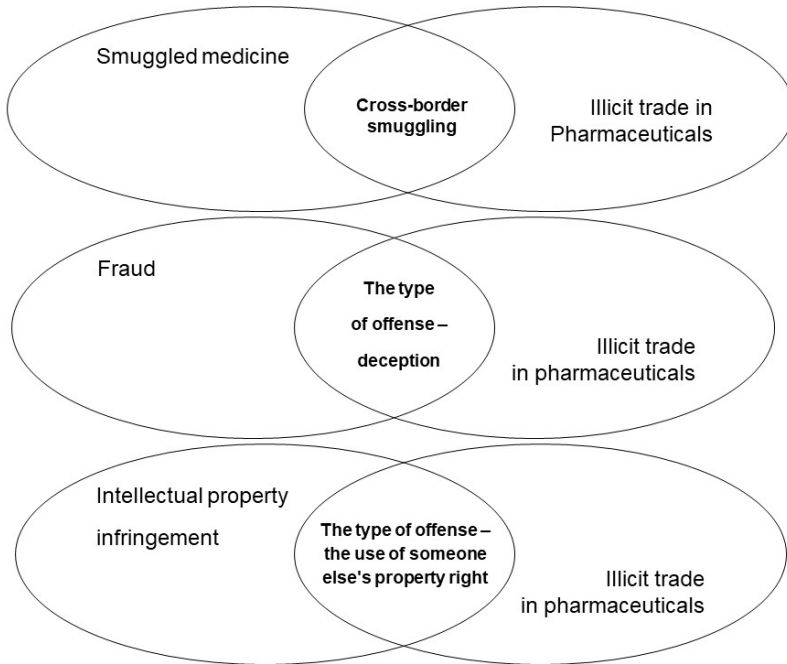 Smuggled medicine
Cross-border
smuggling
Illicit trade in
Pharmaceuticals
Fraud
The type
of offense –
deception
Illicit trade
in pharmaceuticals
Intellectual property
infringement
The type of offense –
the use of someone
else's property right
Illicit trade
in pharmaceuticals